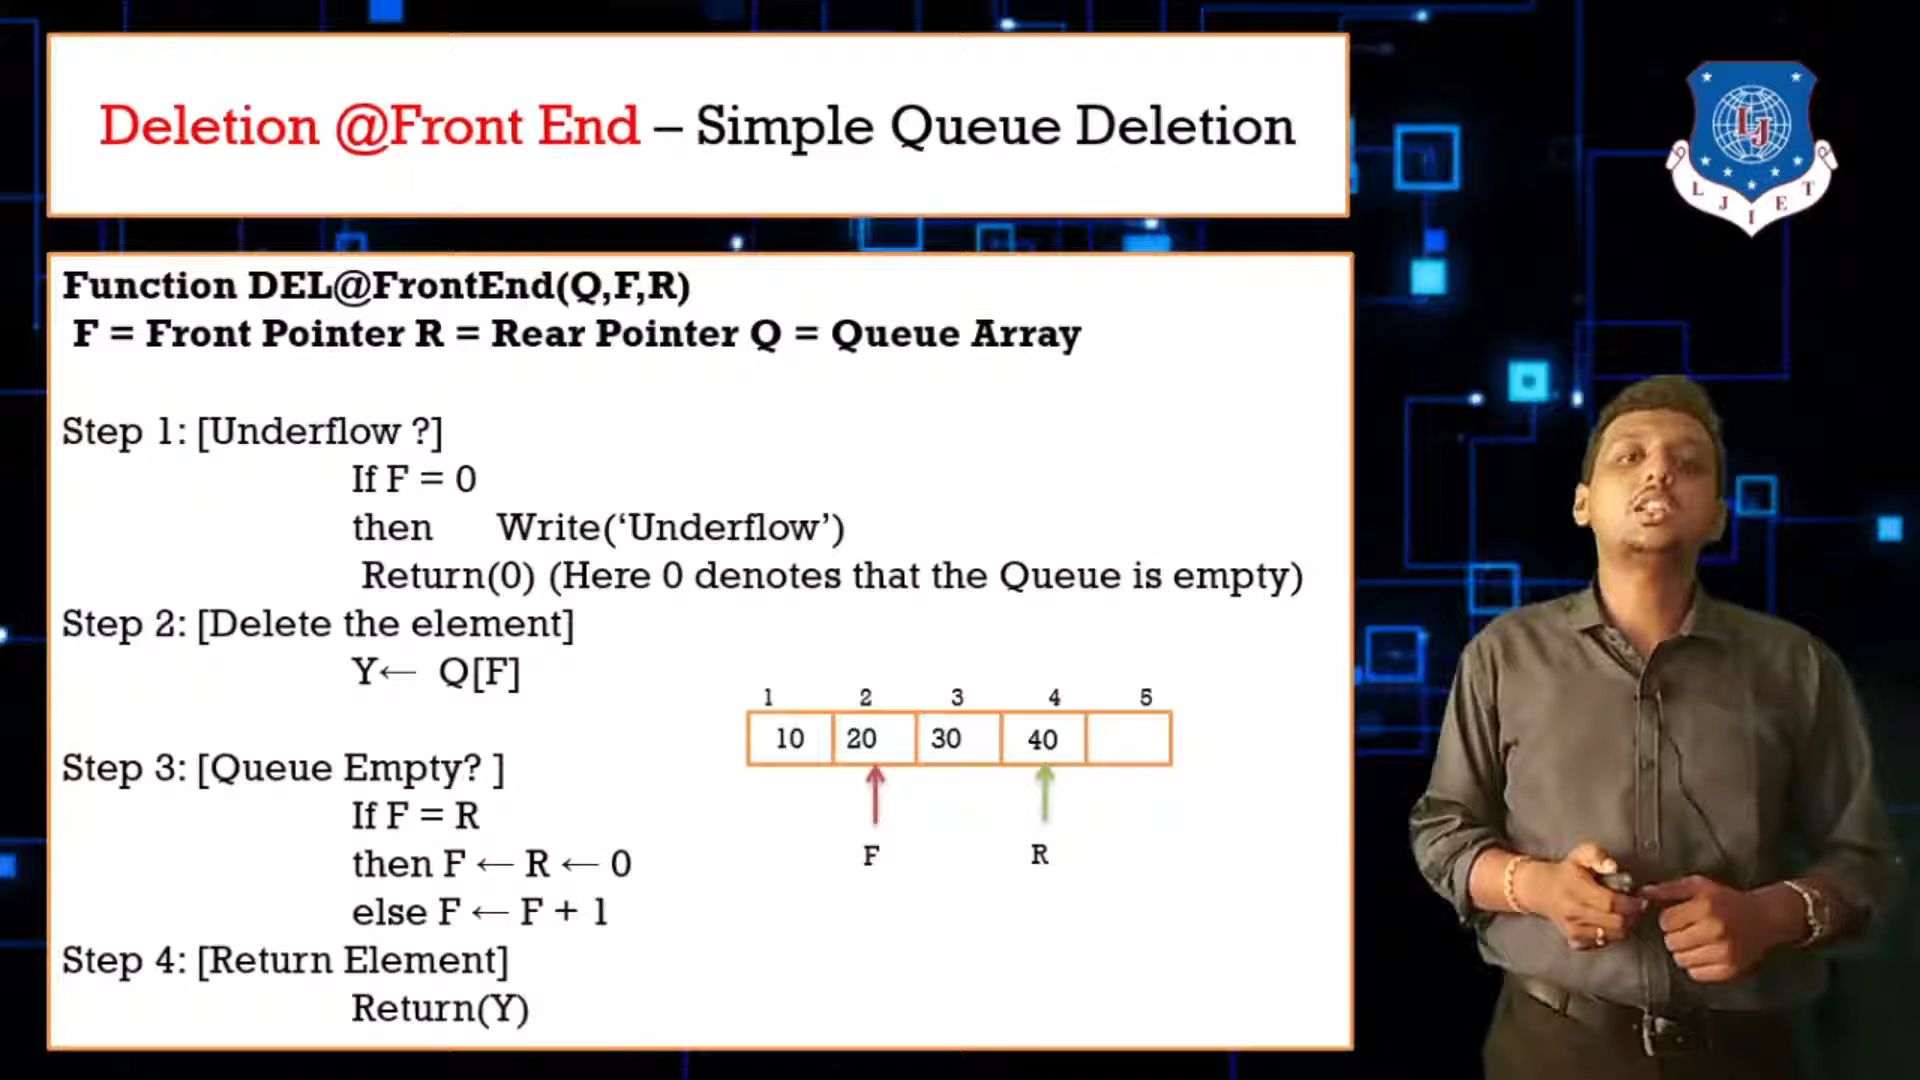 Deletion @Front End – Simple Queue Deletion
Function DEL@FrontEnd(Q,F,R)
F = Front Pointer R = Rear Pointer Q = Queue Array
Step 1: [Underflow ?]
If F = 0
then Write(‘Underflow’)
Return(0) (Here 0 denotes that the Queue is empty)
Step 2: [Delete the element]
Y← Q[F]
Step 3: [Queue Empty? ]
If F = R
then F ← R ← 0
else F ← F + 1
Step 4: [Return Element]
Return(Y)
1 2 3 4 5
10 20 30 40
F R
LJ
L J I E T